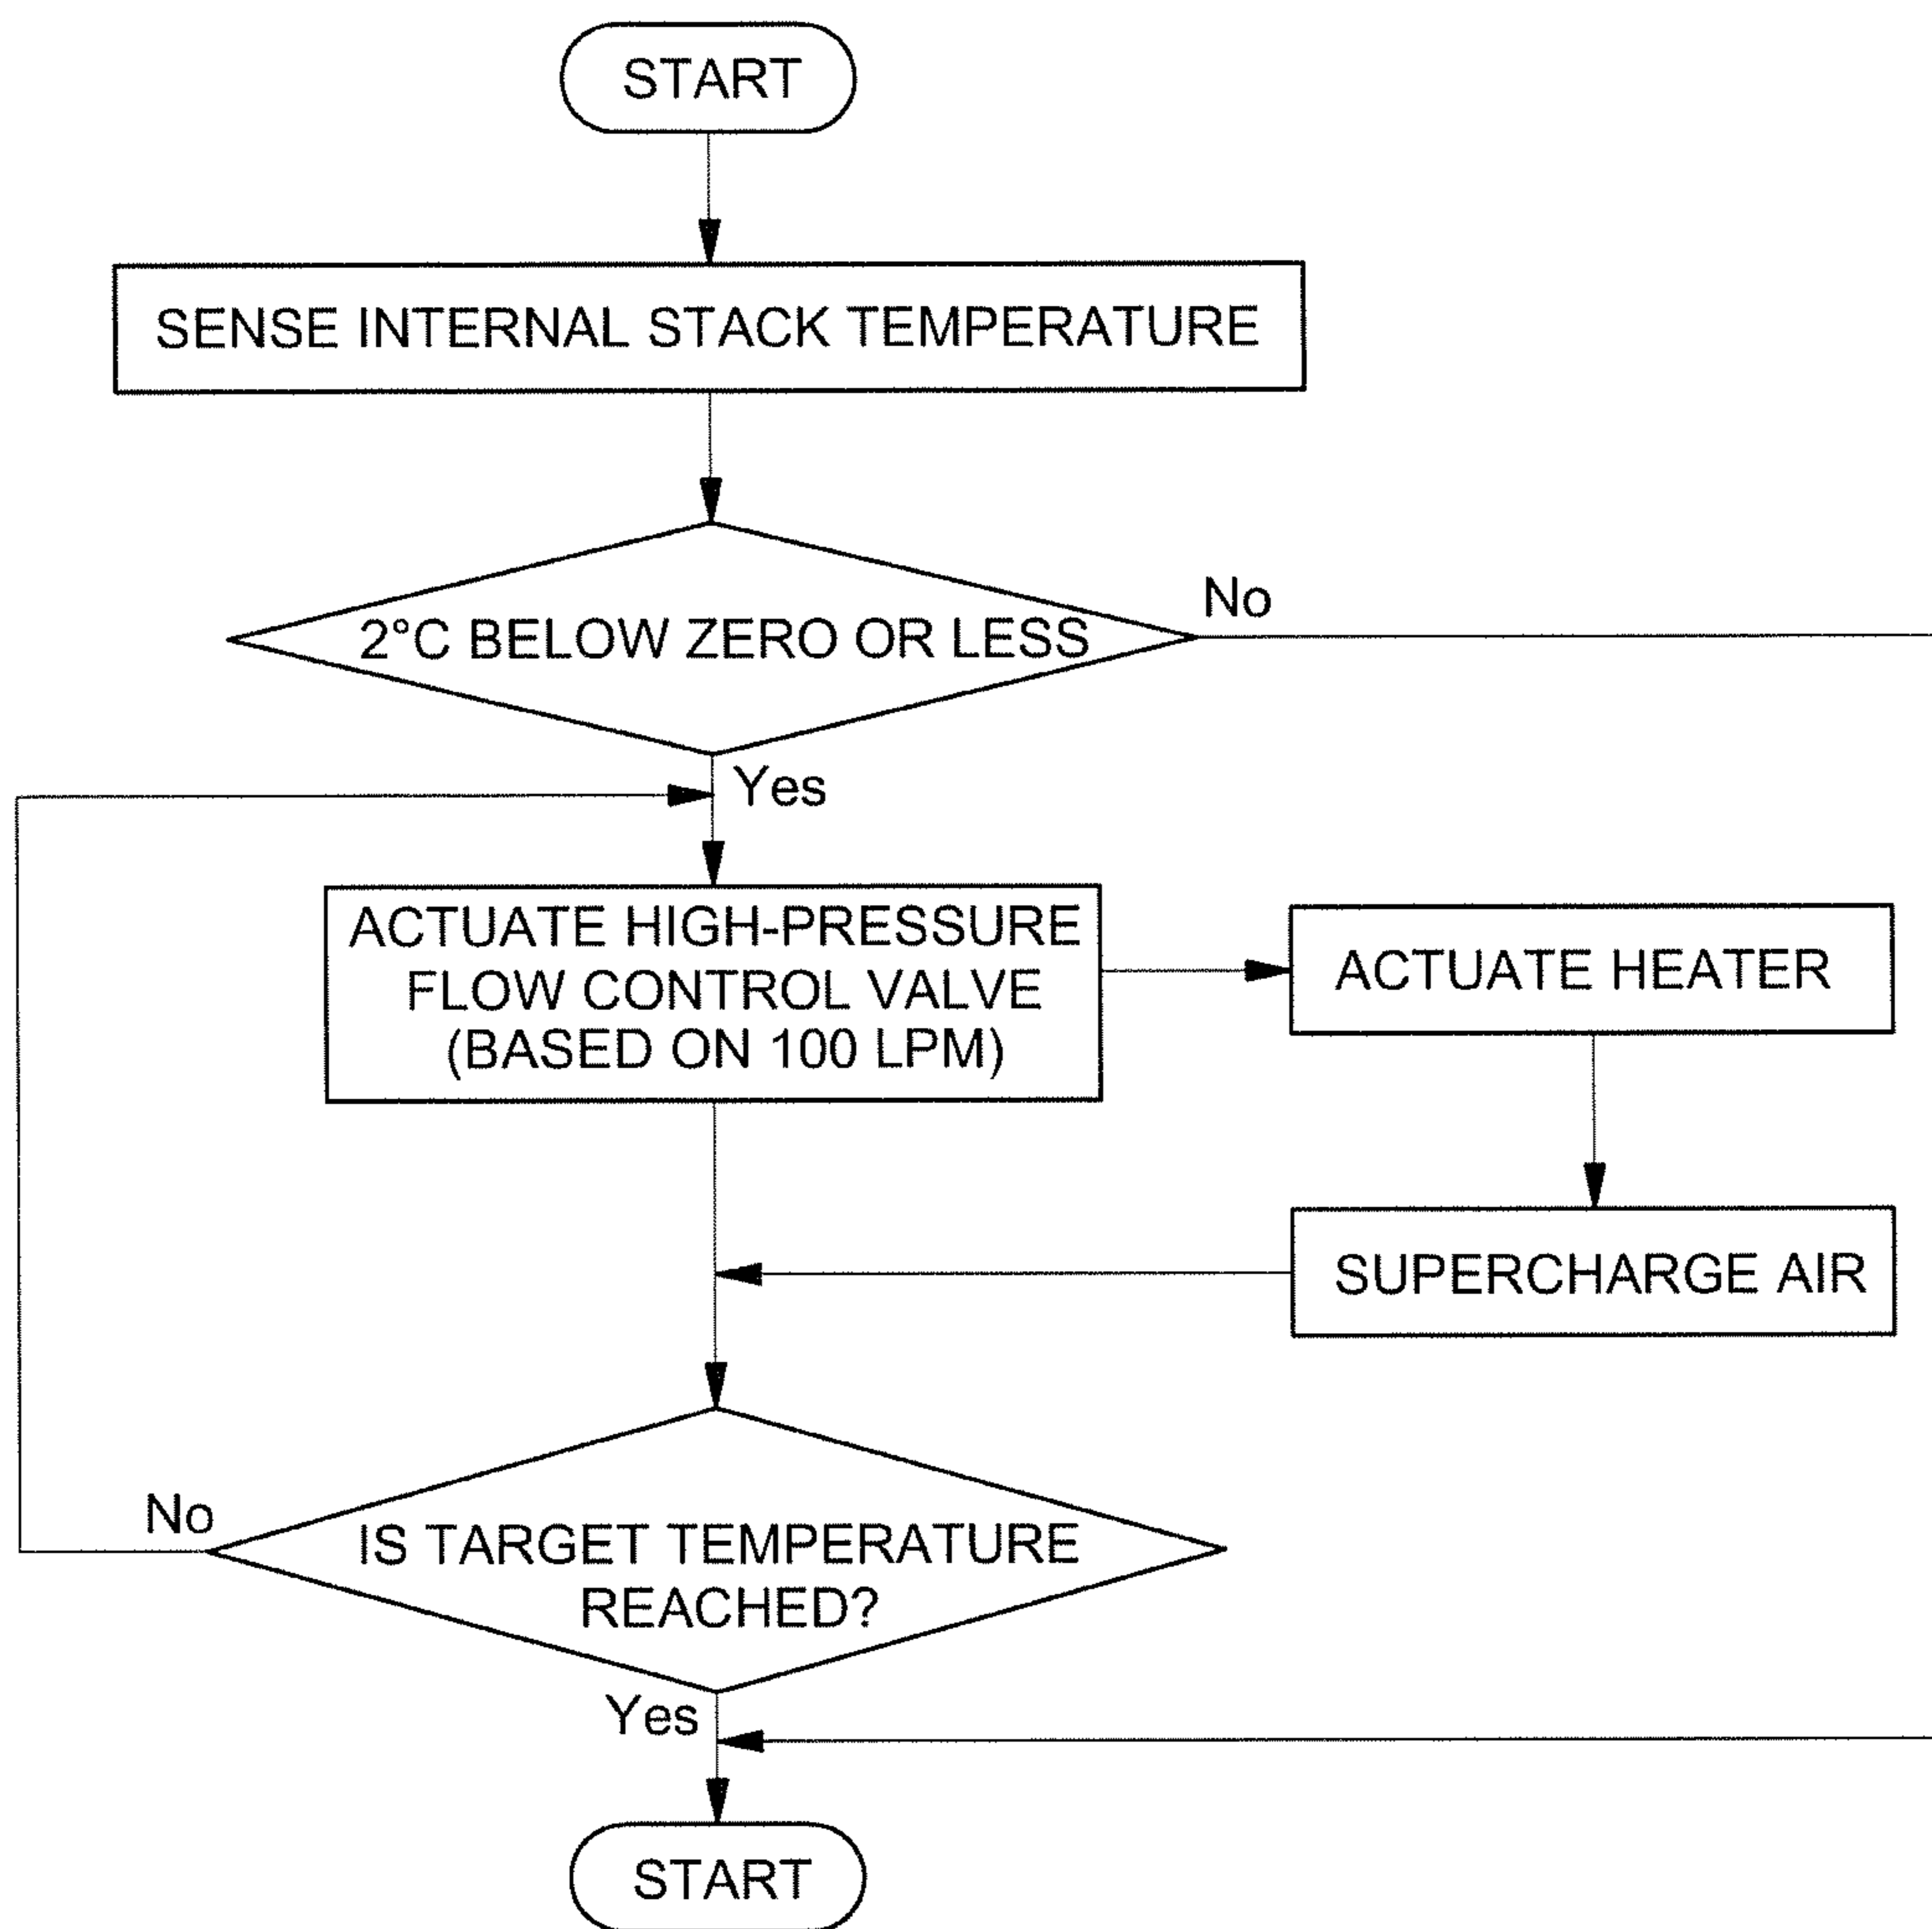 START
SENSE INTERNAL STACK TEMPERATURE
2°C BELOW ZERO OR LESS
No
Yes
ACTUATE HIGH-PRESSURE
FLOW CONTROL VALVE
(BASED ON 100 LPM)
ACTUATE HEATER
SUPERCHARGE AIR
No
IS TARGET TEMPERATURE
REACHED?
Yes
START